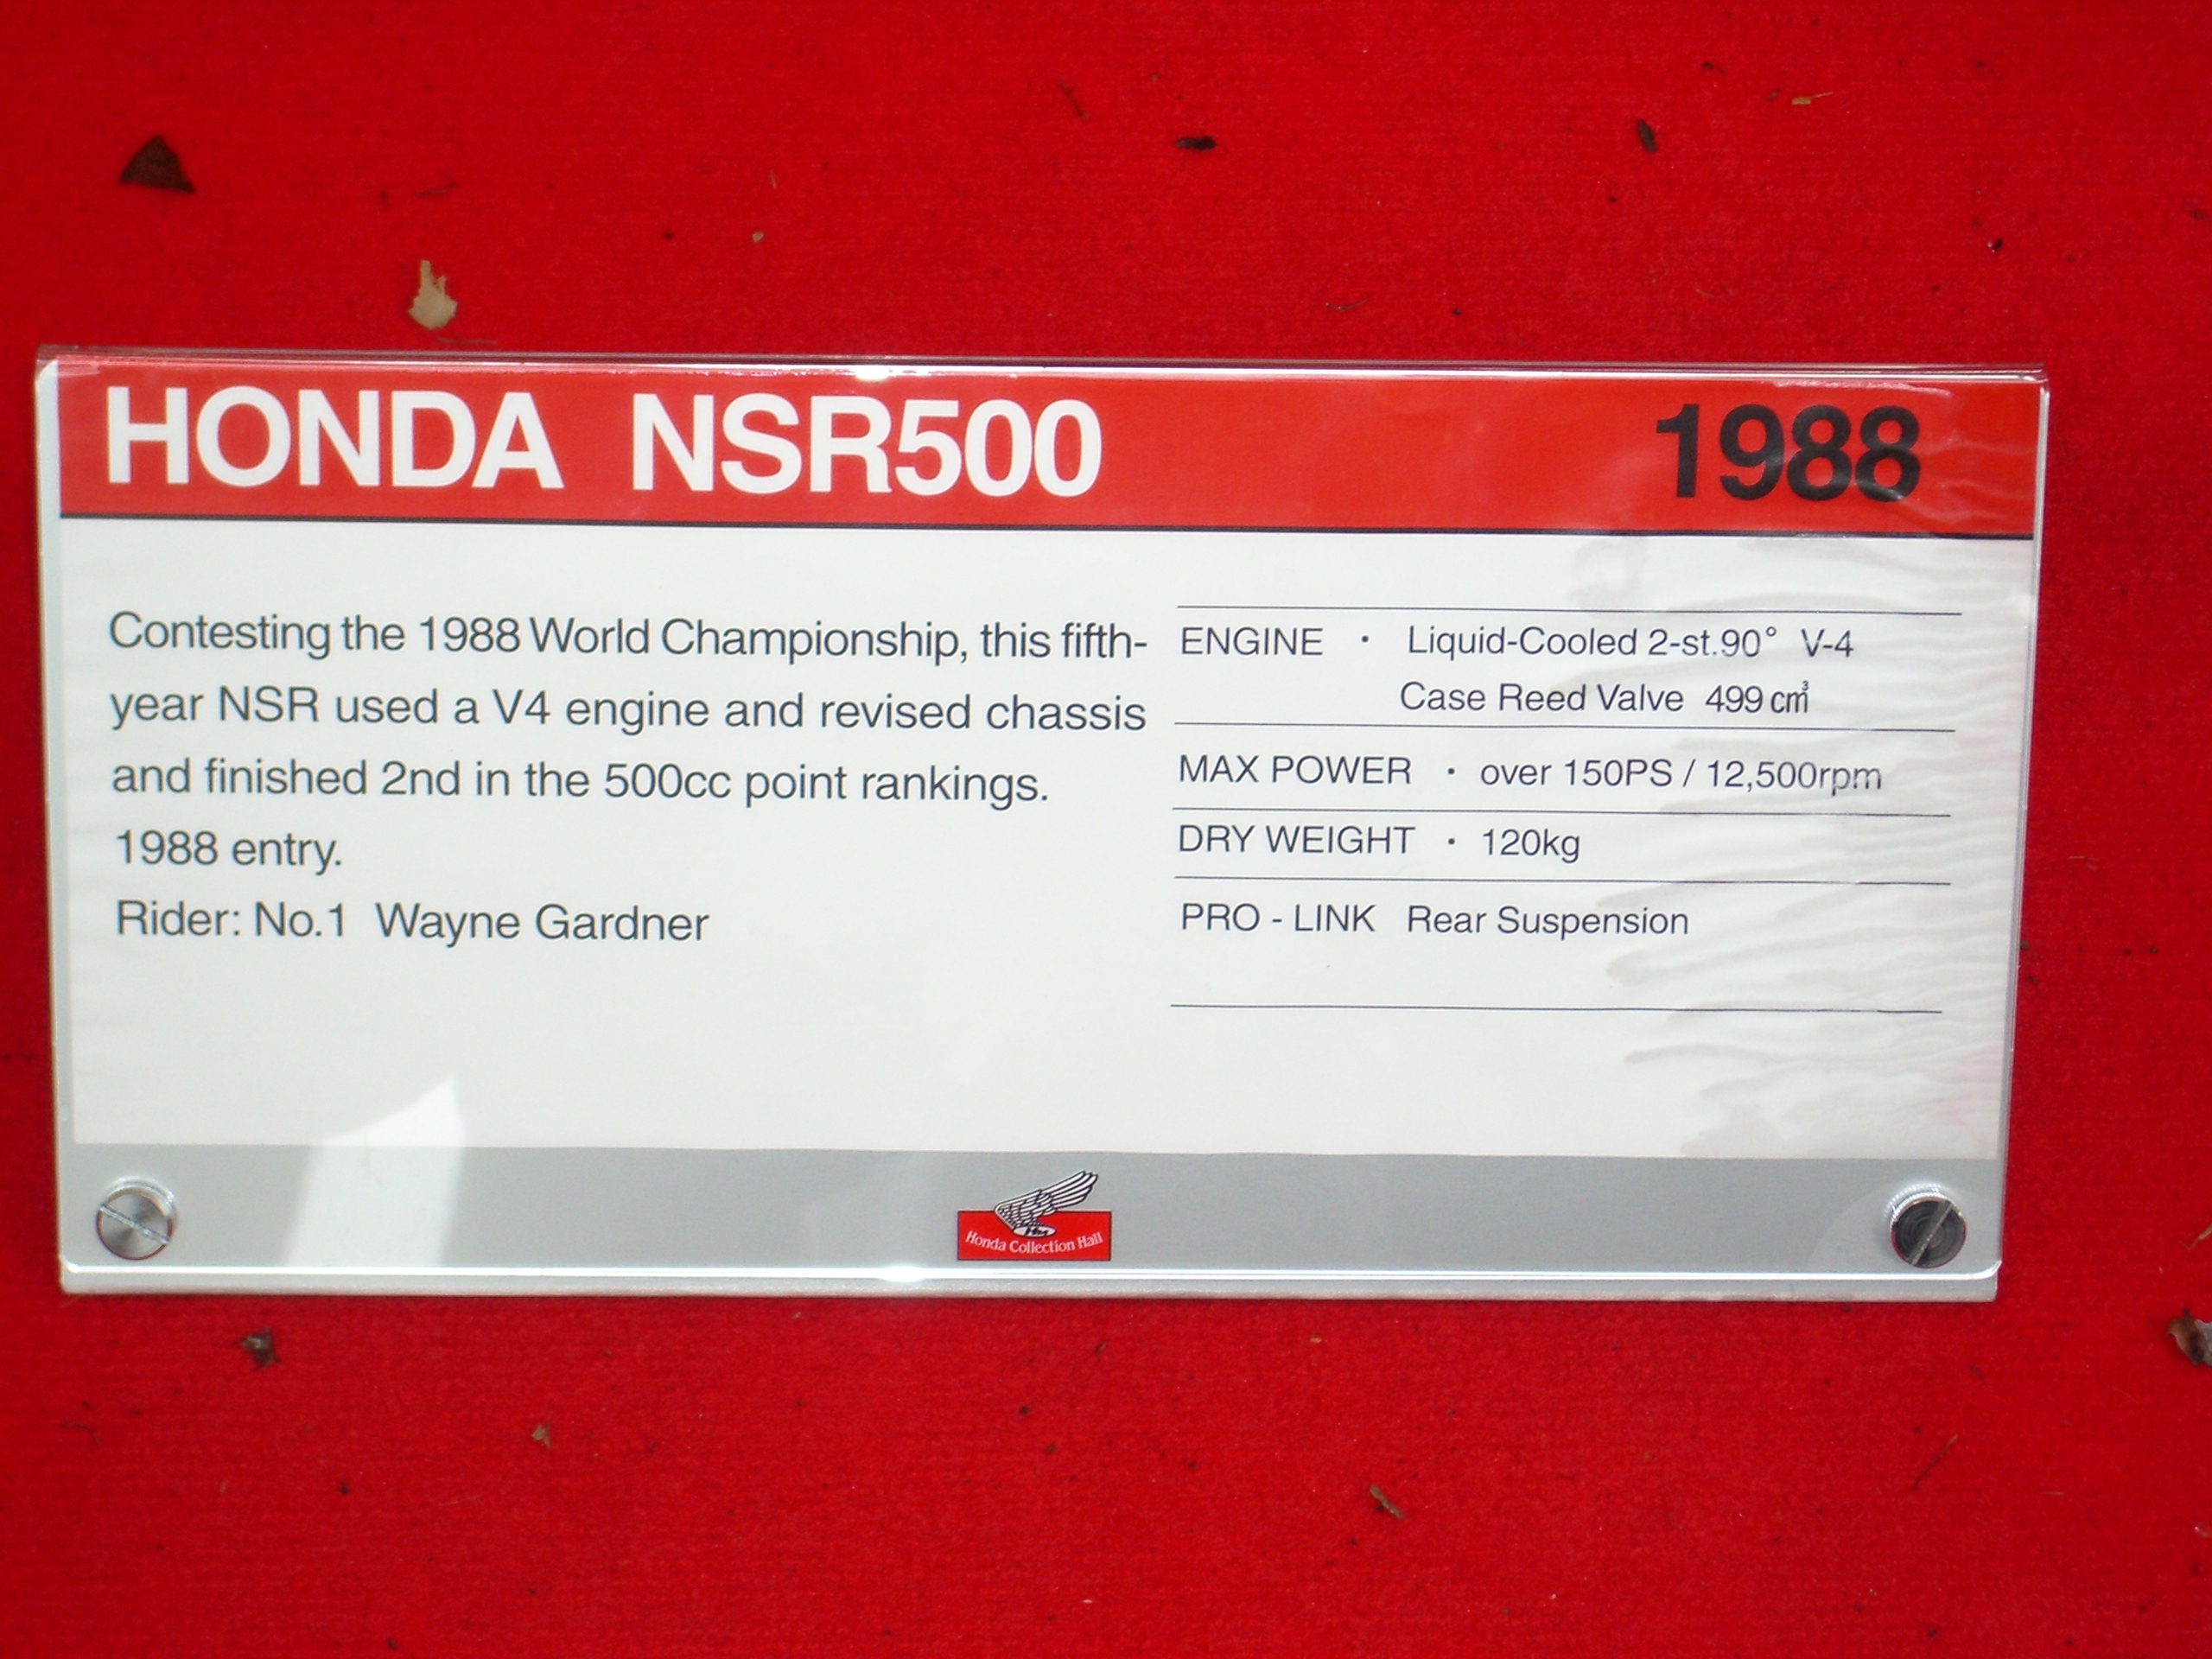 HONDA NSR500 1988
Contesting the 1988 World Championship, this fifth-
year NSR used a V4 engine and revised chassis
and finished 2nd in the 500cc point rankings.
1988 entry.
Rider: No.1 Wayne Gardner
ENGINE ・ Liquid-Cooled 2-st.90° V-4
Case Reed Valve 499㎤
MAX POWER ・ over 150PS / 12,500rpm
DRY WEIGHT ・ 120kg
PRO - LINK Rear Suspension
Honda Collection Hall